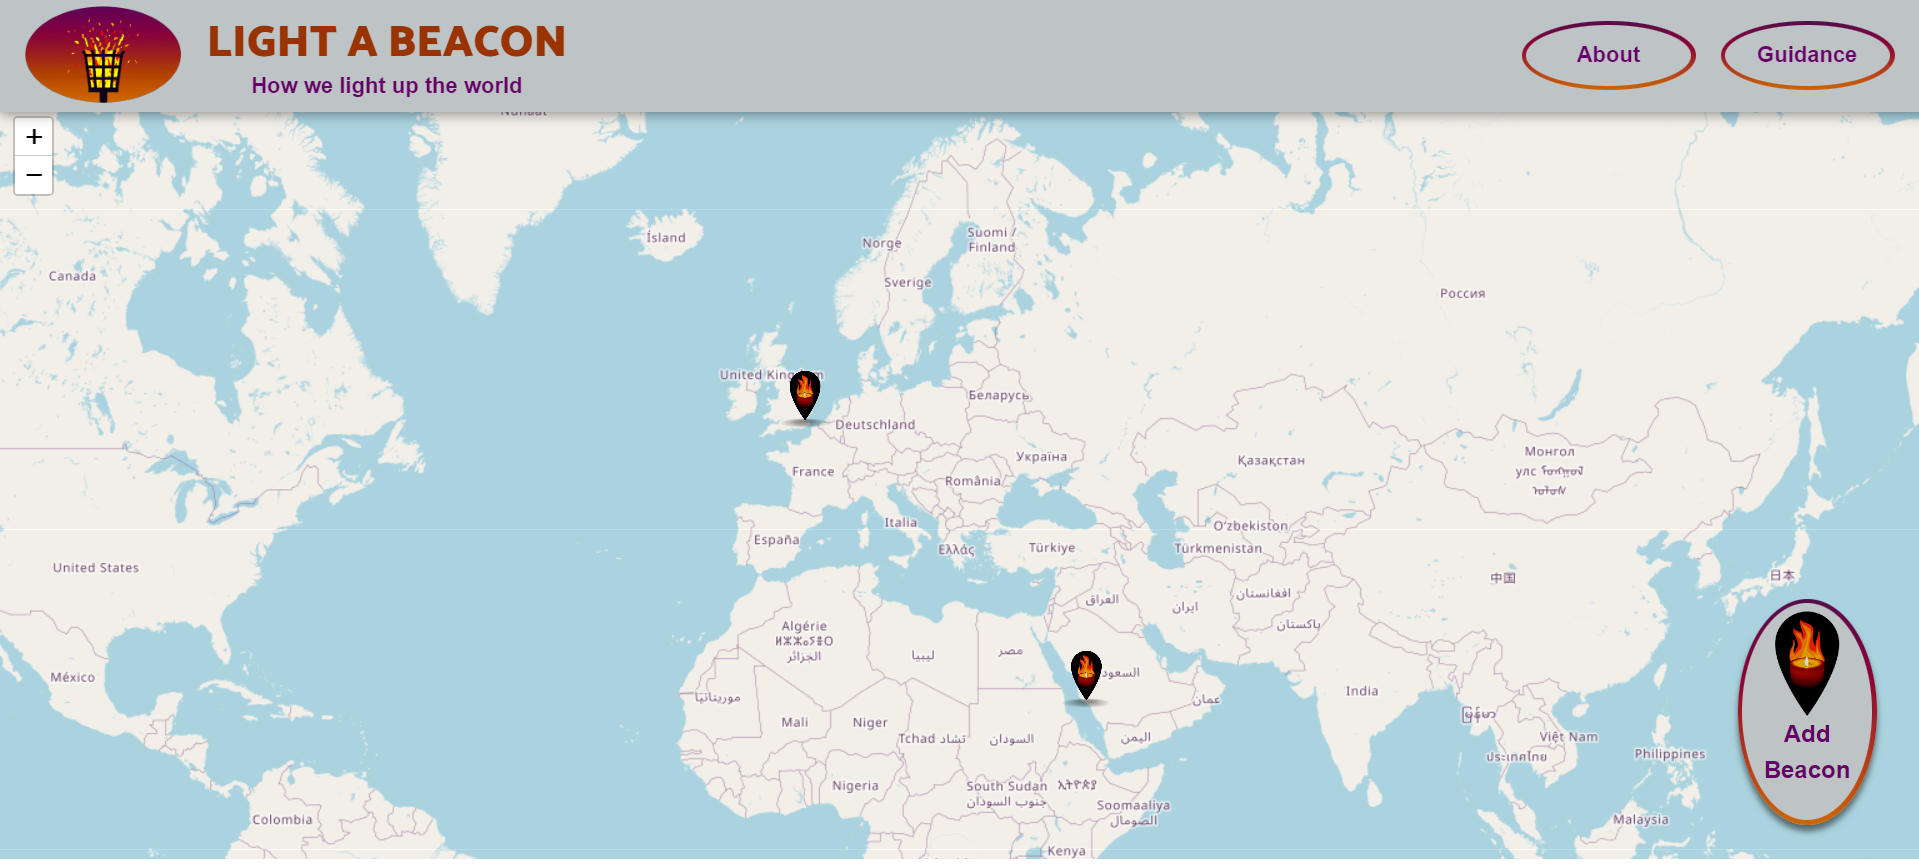 LIGHT A BEACON
How we light up the world
About
Guidance
+
−
Nunaat
Ísland
Norge
Suomi /
Finland
Sverige
Canada
Россия
United Kingdom
Беларусь
Deutschland
Україна
France
România
Қазақстан
Монгол
улс
Italia
España
Ελλάς
Türkiye
Oʻzbekiston
Türkmenistan
United States
中国
日本
العراق
ایران
افغانستان
پاکستان
Algérie
ⵍⵣⵣⴰⵢⴻⵔ
الجزائر
ليبيا
مصر
السعودية
México
موريتانيا
عمان
India
မြန်မာ
Mali
Niger
Tchad تشاد
السودان
اليمن
Việt Nam
ประเทศไทย
Philippines
Nigeria
South Sudan
جنوب السودان
ኢትዮጵያ
Soomaaliya
الصومال
Colombia
Malaysia
Kenya
Add
Beacon